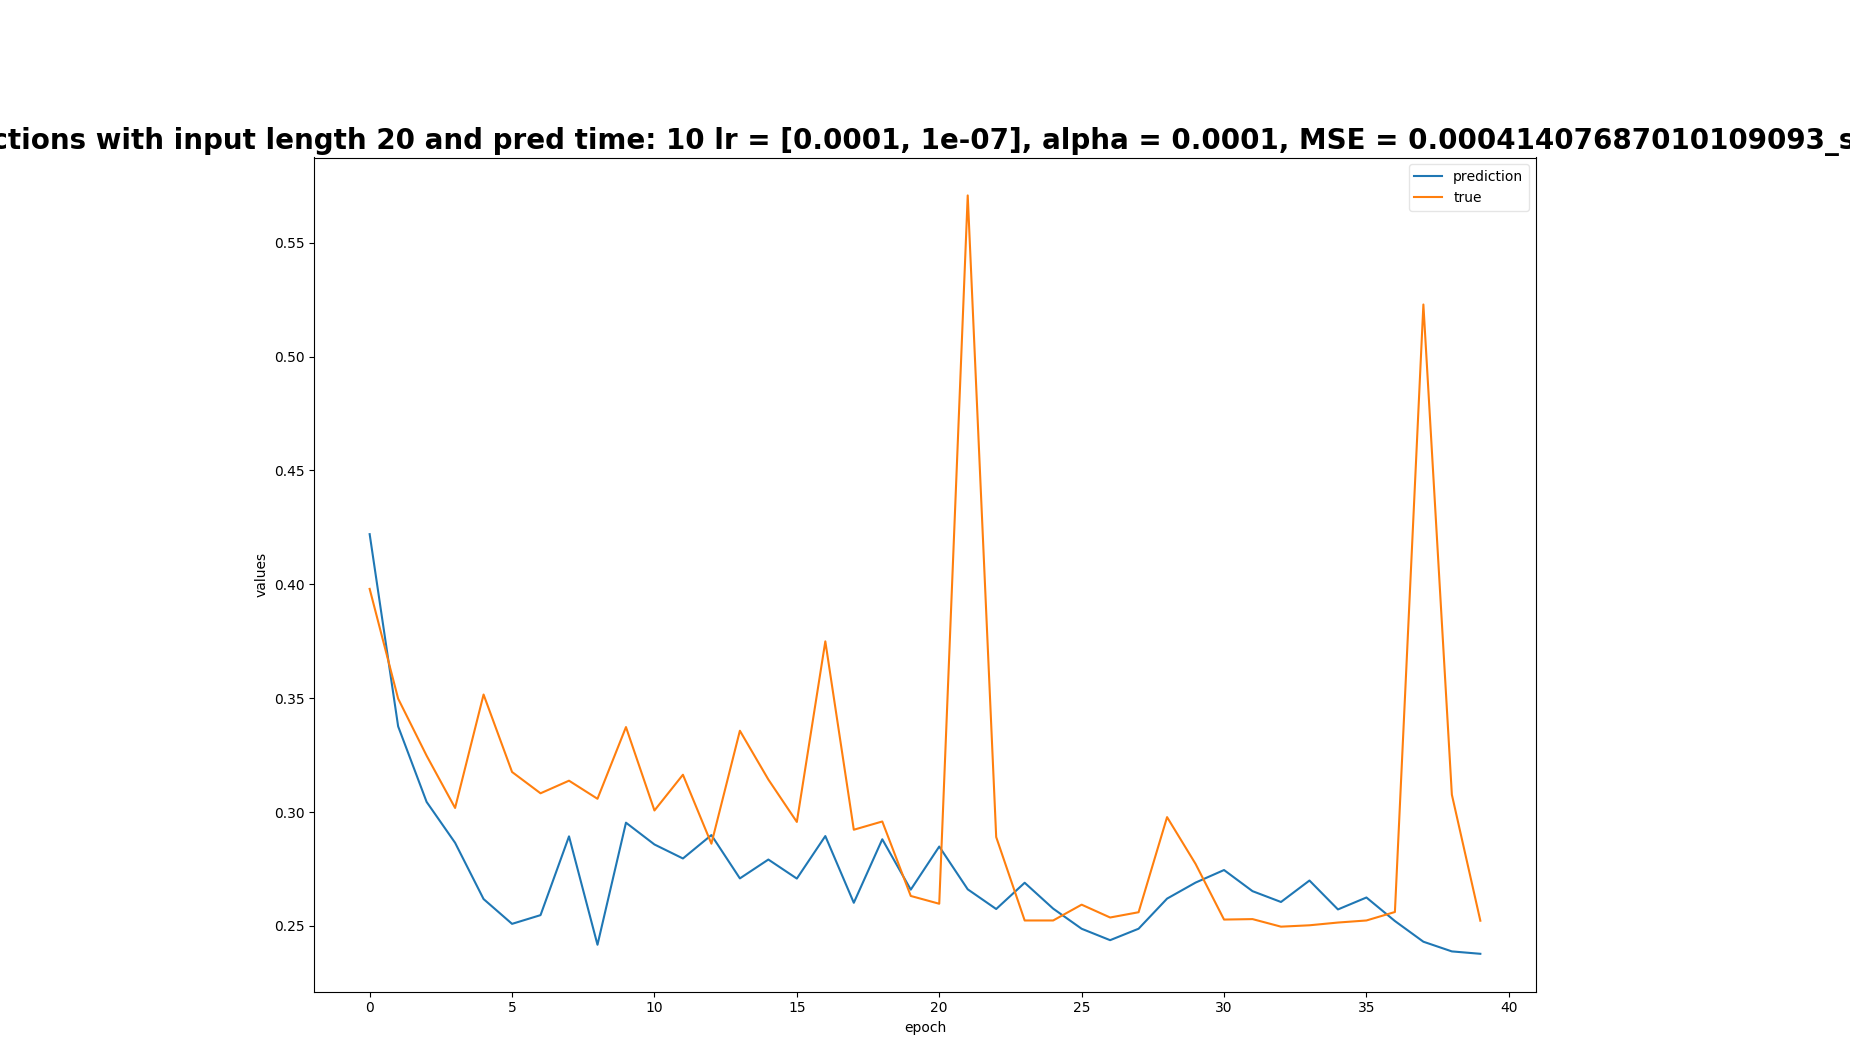 ctions with input length 20 and pred time: 10 lr = [0.0001, 1e-07], alpha = 0.0001, MSE = 0.00041407687010109093_s
prediction
true
0.55
0.50
0.45
0.40
0.35
0.30
0.25
values
0 5 10 15 20 25 30 35 40
epoch